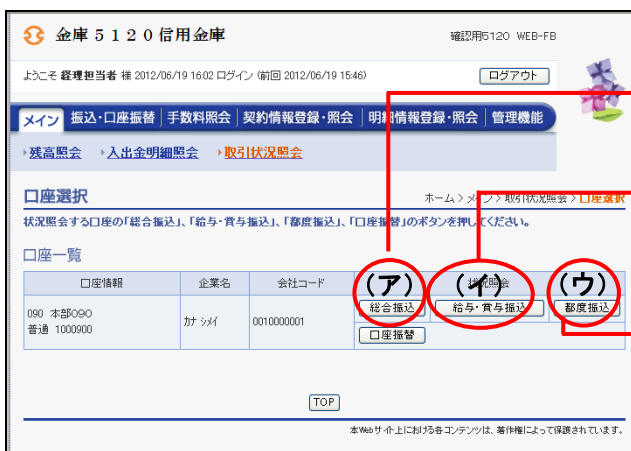 金庫５１２０信用金庫 確認用5120 WEB-FB
ようこそ 経理担当者 様 2012/06/19 16:02 ログイン (前回 2012/06/19 15:46) ログアウト
メイン 振込・口座振替 手数料照会 契約情報登録・照会 明細情報登録・照会 管理機能
残高照会 入出金明細照会 取引状況照会
口座選択 ホーム > メイン > 取引状況照会 > 口座選択
状況照会する口座の「総合振込」、「給与・賞与振込」、「都度振込」、「口座振替」のボタンを押してください。
口座一覧
口座情報 企業名 会社コード 状況照会
(ア) (イ) (ウ)
090 本部090 総合振込 給与・賞与振込 都度振込
普通 1000900 ｶﾅ ｼﾒｲ 0010000001
口座振替
TOP
本Webサイト上における各コンテンツは、著作権によって保護されています。